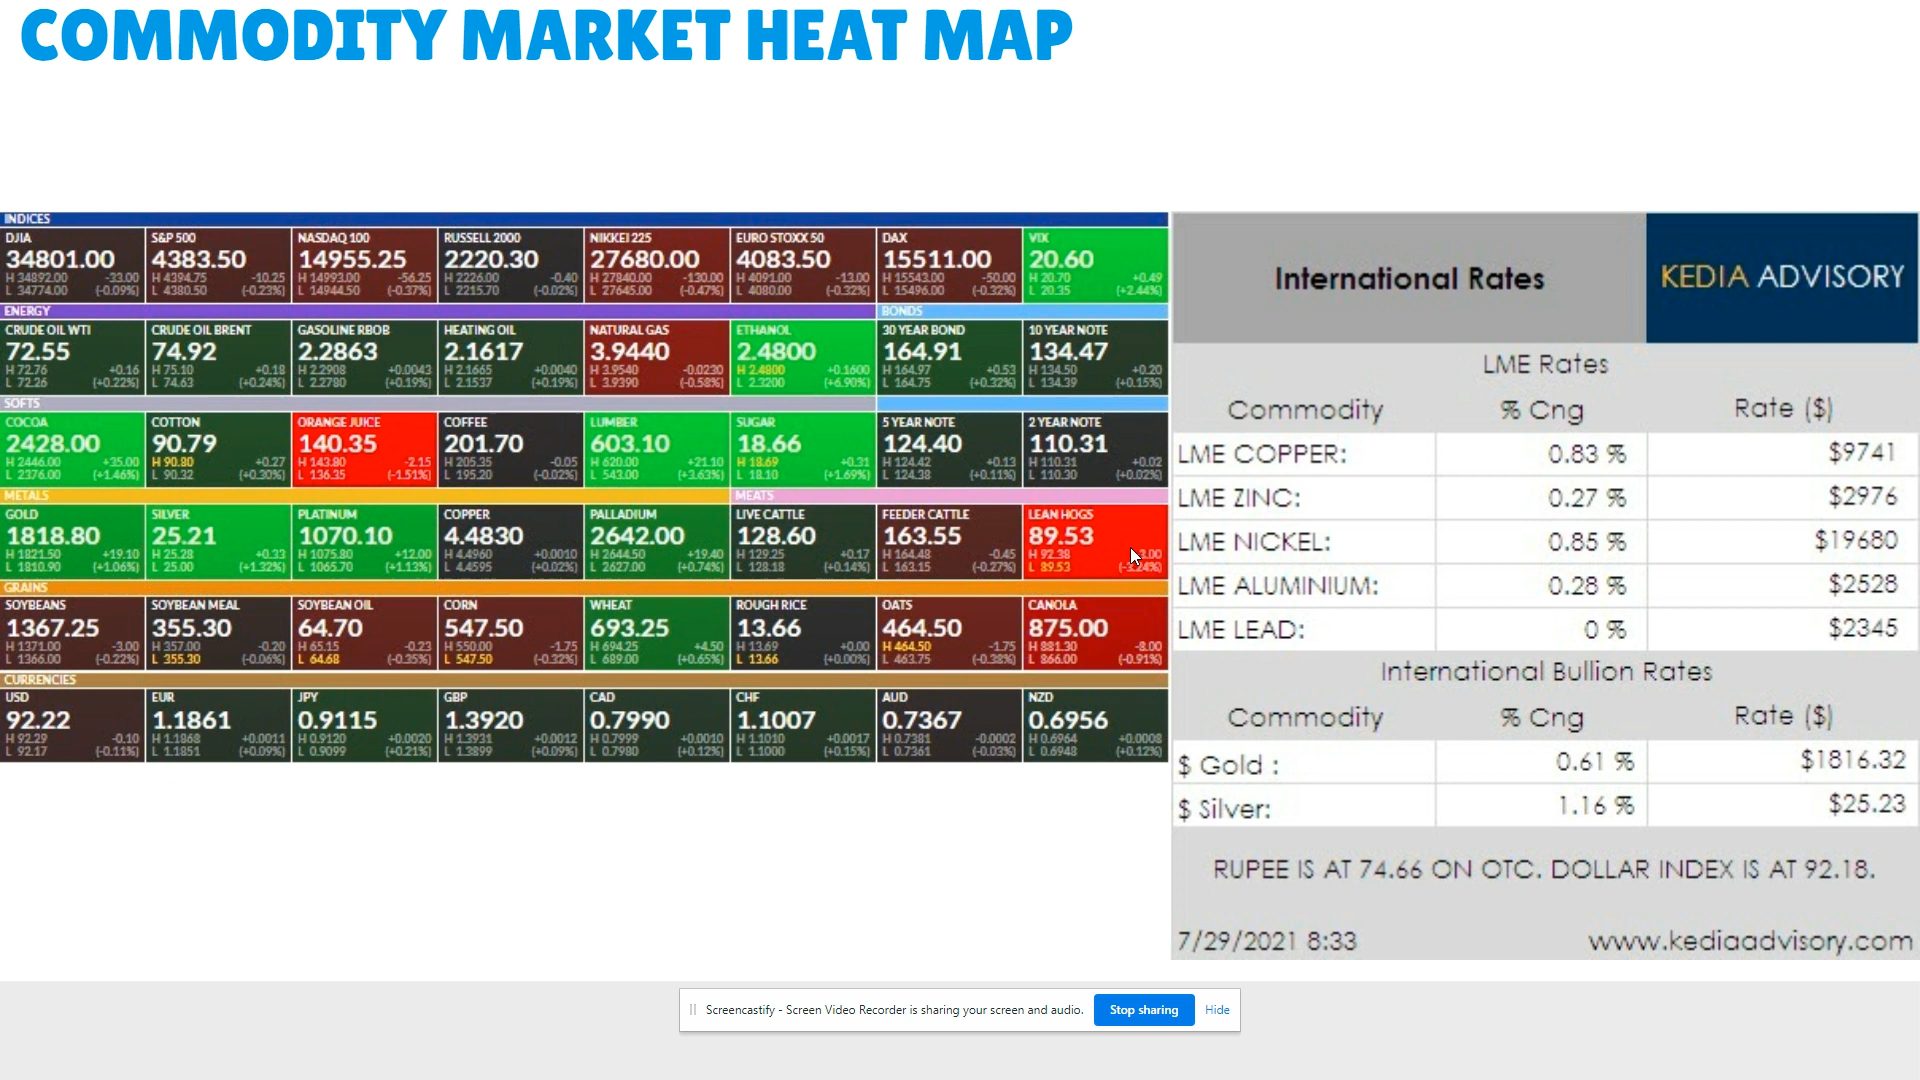 COMMODITY MARKET HEAT MAP
INDICES
DJIA
34801.00
H 34892.00 -33.00
L 34774.00 (-0.09%)
S&P 500
4383.50
H 4394.75 -10.25
L 4380.50 (-0.23%)
NASDAQ 100
14955.25
H 14993.00 -56.25
L 14944.50 (-0.37%)
RUSSELL 2000
2220.30
H 2226.00 -0.40
L 2215.70 (-0.02%)
NIKKEI 225
27680.00
H 27840.00 -130.00
L 27645.00 (-0.47%)
EURO STOXX 50
4083.50
H 4091.00 -13.00
L 4080.00 (-0.32%)
DAX
15511.00
H 15543.00 -50.00
L 15496.00 (-0.32%)
VIX
20.60
H 20.70 +0.49
L 20.35 (+2.44%)
ENERGY
BONDS
CRUDE OIL WTI
72.55
H 72.76 +0.16
L 72.26 (+0.22%)
CRUDE OIL BRENT
74.92
H 75.10 +0.18
L 74.63 (+0.24%)
GASOLINE RBOB
2.2863
H 2.2908 +0.0043
L 2.2780 (+0.19%)
HEATING OIL
2.1617
H 2.1665 +0.0040
L 2.1537 (+0.19%)
NATURAL GAS
3.9440
H 3.9540 -0.0230
L 3.9390 (-0.58%)
ETHANOL
2.4800
H 2.4800 +0.1600
L 2.3200 (+6.90%)
30 YEAR BOND
164.91
H 164.97 +0.53
L 164.75 (+0.32%)
10 YEAR NOTE
134.47
H 134.50 +0.20
L 134.39 (+0.15%)
SOFTS
COCOA
2428.00
H 2446.00 +35.00
L 2376.00 (+1.46%)
COTTON
90.79
H 90.80 +0.27
L 90.32 (+0.30%)
ORANGE JUICE
140.35
H 143.80 -2.15
L 136.35 (-1.51%)
COFFEE
201.70
H 205.35 -0.05
L 195.20 (-0.02%)
LUMBER
603.10
H 620.00 +21.10
L 543.00 (+3.63%)
SUGAR
18.66
H 18.69 +0.31
L 18.10 (+1.69%)
5 YEAR NOTE
124.40
H 124.42 +0.13
L 124.38 (+0.11%)
2 YEAR NOTE
110.31
H 110.31 +0.02
L 110.30 (+0.02%)
METALS
MEATS
GOLD
1818.80
H 1821.50 +19.10
L 1810.90 (+1.06%)
SILVER
25.21
H 25.28 +0.33
L 25.00 (+1.32%)
PLATINUM
1070.10
H 1075.80 +12.00
L 1065.70 (+1.13%)
COPPER
4.4830
H 4.4960 +0.0010
L 4.4595 (+0.02%)
PALLADIUM
2642.00
H 2644.50 +19.40
L 2627.00 (+0.74%)
LIVE CATTLE
128.60
H 129.25 +0.17
L 128.18 (+0.14%)
FEEDER CATTLE
163.55
H 164.48 -0.45
L 163.15 (-0.27%)
LEAN HOGS
89.53
H 92.38
L 89.53
GRAINS
SOYBEANS
1367.25
H 1371.00 -3.00
L 1366.00 (-0.22%)
SOYBEAN MEAL
355.30
H 357.00 -0.20
L 355.30 (-0.06%)
SOYBEAN OIL
64.70
H 65.15 -0.23
L 64.68 (-0.35%)
CORN
547.50
H 550.00 -1.75
L 547.50 (-0.32%)
WHEAT
693.25
H 694.25 +4.50
L 689.00 (+0.65%)
ROUGH RICE
13.66
H 13.69 +0.00
L 13.66 (+0.00%)
OATS
464.50
H 464.50 -1.75
L 463.75 (-0.38%)
CANOLA
875.00
H 881.30 -8.00
L 866.00 (-0.91%)
CURRENCIES
USD
92.22
H 92.29 -0.10
L 92.17 (-0.11%)
EUR
1.1861
H 1.1868 +0.0011
L 1.1851 (+0.09%)
JPY
0.9115
H 0.9120 +0.0020
L 0.9099 (+0.21%)
GBP
1.3920
H 1.3931 +0.0012
L 1.3899 (+0.09%)
CAD
0.7990
H 0.7999 +0.0010
L 0.7980 (+0.12%)
CHF
1.1007
H 1.1010 +0.0017
L 1.1000 (+0.15%)
AUD
0.7367
H 0.7381 -0.0002
L 0.7361 (-0.03%)
NZD
0.6956
H 0.6964 +0.0008
L 0.6948 (+0.12%)
International Rates
KEDIA ADVISORY
LME Rates
Commodity % Cng Rate ($)
LME COPPER: 0.83 % $9741
LME ZINC: 0.27 % $2976
LME NICKEL: 0.85 % $19680
LME ALUMINIUM: 0.28 % $2528
LME LEAD: 0 % $2345
International Bullion Rates
Commodity % Cng Rate ($)
$ Gold : 0.61 % $1816.32
$ Silver: 1.16 % $25.23
RUPEE IS AT 74.66 ON OTC. DOLLAR INDEX IS AT 92.18.
7/29/2021 8:33 www.kediaadvisory.com
Screencastify - Screen Video Recorder is sharing your screen and audio. Stop sharing Hide